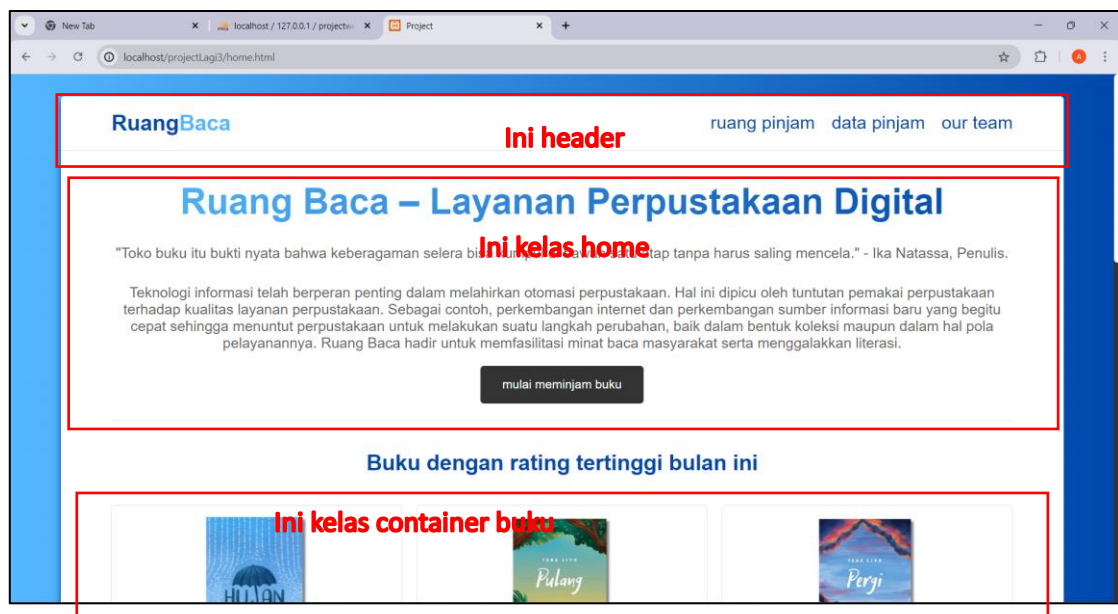 New Tab
localhost / 127.0.0.1 / projectw
Project
localhost/projectLagi3/home.html
RuangBaca
Ini header
ruang pinjam data pinjam our team
Ruang Baca – Layanan Perpustakaan Digital
Ini kelas home
"Toko buku itu bukti nyata bahwa keberagaman selera bisa tap tanpa harus saling mencela." - Ika Natassa, Penulis.
Teknologi informasi telah berperan penting dalam melahirkan otomasi perpustakaan. Hal ini dipicu oleh tuntutan pemakai perpustakaan
terhadap kualitas layanan perpustakaan. Sebagai contoh, perkembangan internet dan perkembangan sumber informasi baru yang begitu
cepat sehingga menuntut perpustakaan untuk melakukan suatu langkah perubahan, baik dalam bentuk koleksi maupun dalam hal pola
pelayanannya. Ruang Baca hadir untuk memfasilitasi minat baca masyarakat serta menggalakkan literasi.
mulai meminjam buku
Buku dengan rating tertinggi bulan ini
Ini kelas container buku
HUJAN
TERE LIYE
Pulang
TERE LIYE
Pergi